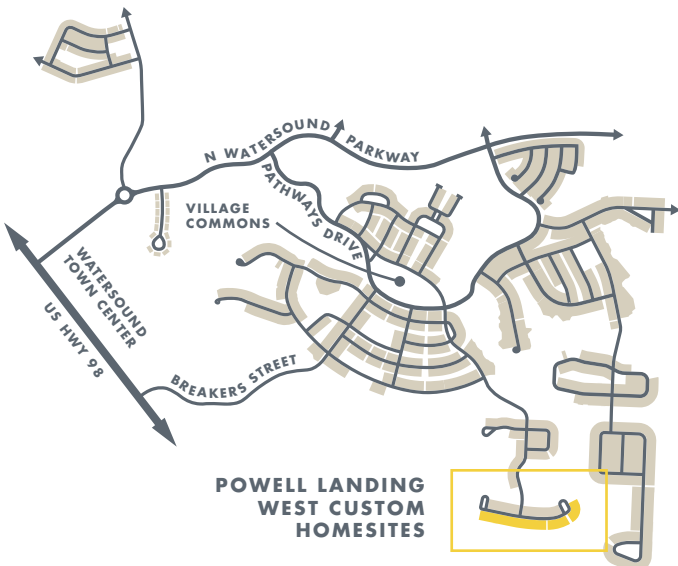 N WATERSOUND PARKWAY
PATHWAYS DRIVE
VILLAGE
COMMONS
WATERSOUND
TOWN CENTER
US HWY 98
BREAKERS STREET
POWELL LANDING
WEST CUSTOM
HOMESITES